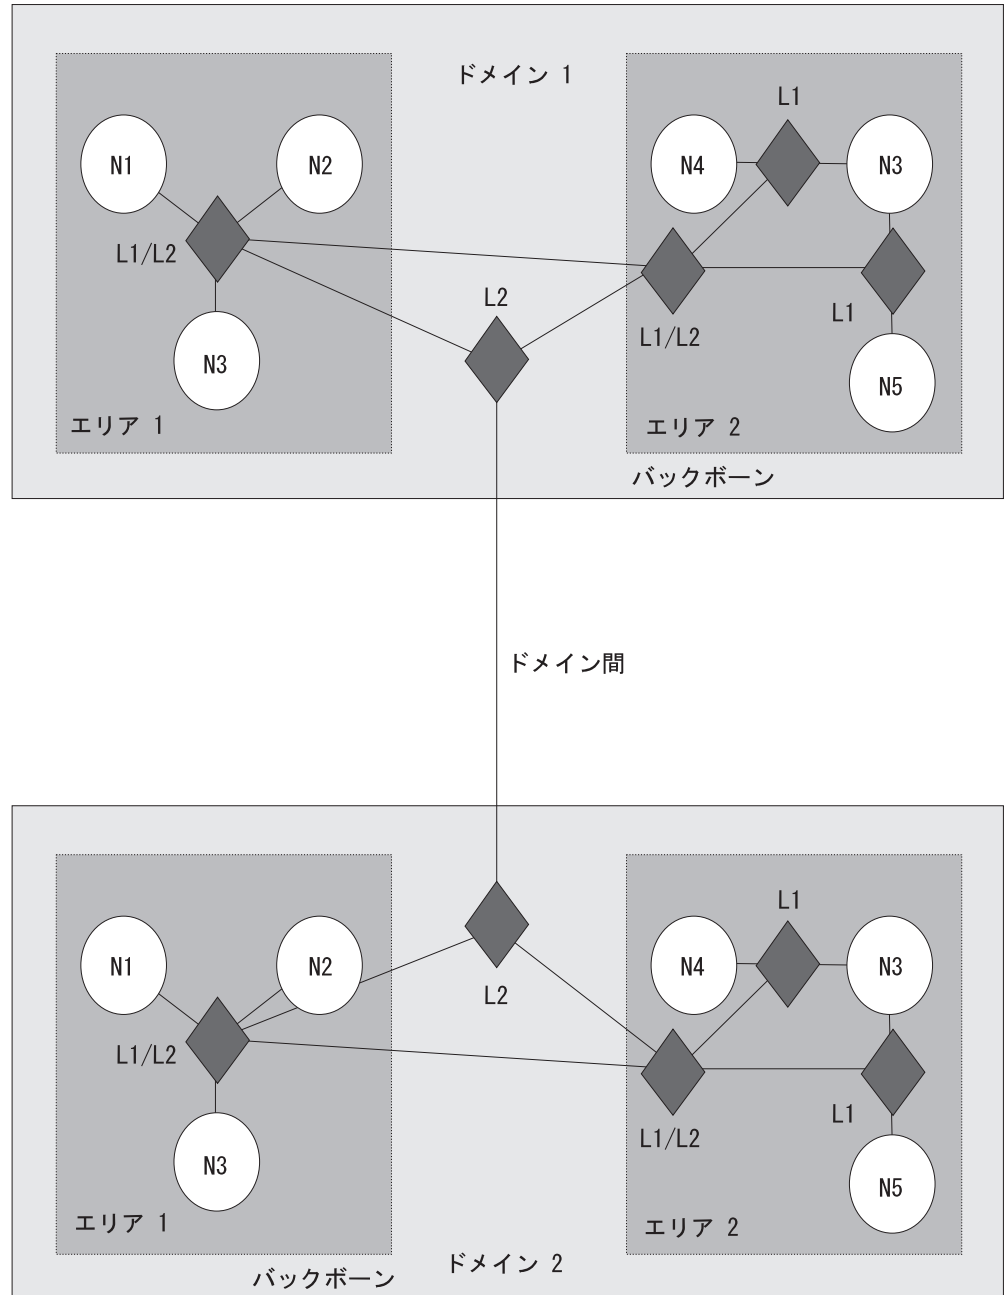 ドメイン 1
L1
N1
N2
N4
N3
L1/L2
L2
L1/L2
L1
N3
N5
エリア 1
エリア 2
バックボーン
ドメイン間
L1
N1
N2
N4
N3
L2
L1/L2
L1/L2
L1
N3
N5
エリア 1
エリア 2
バックボーン
ドメイン 2